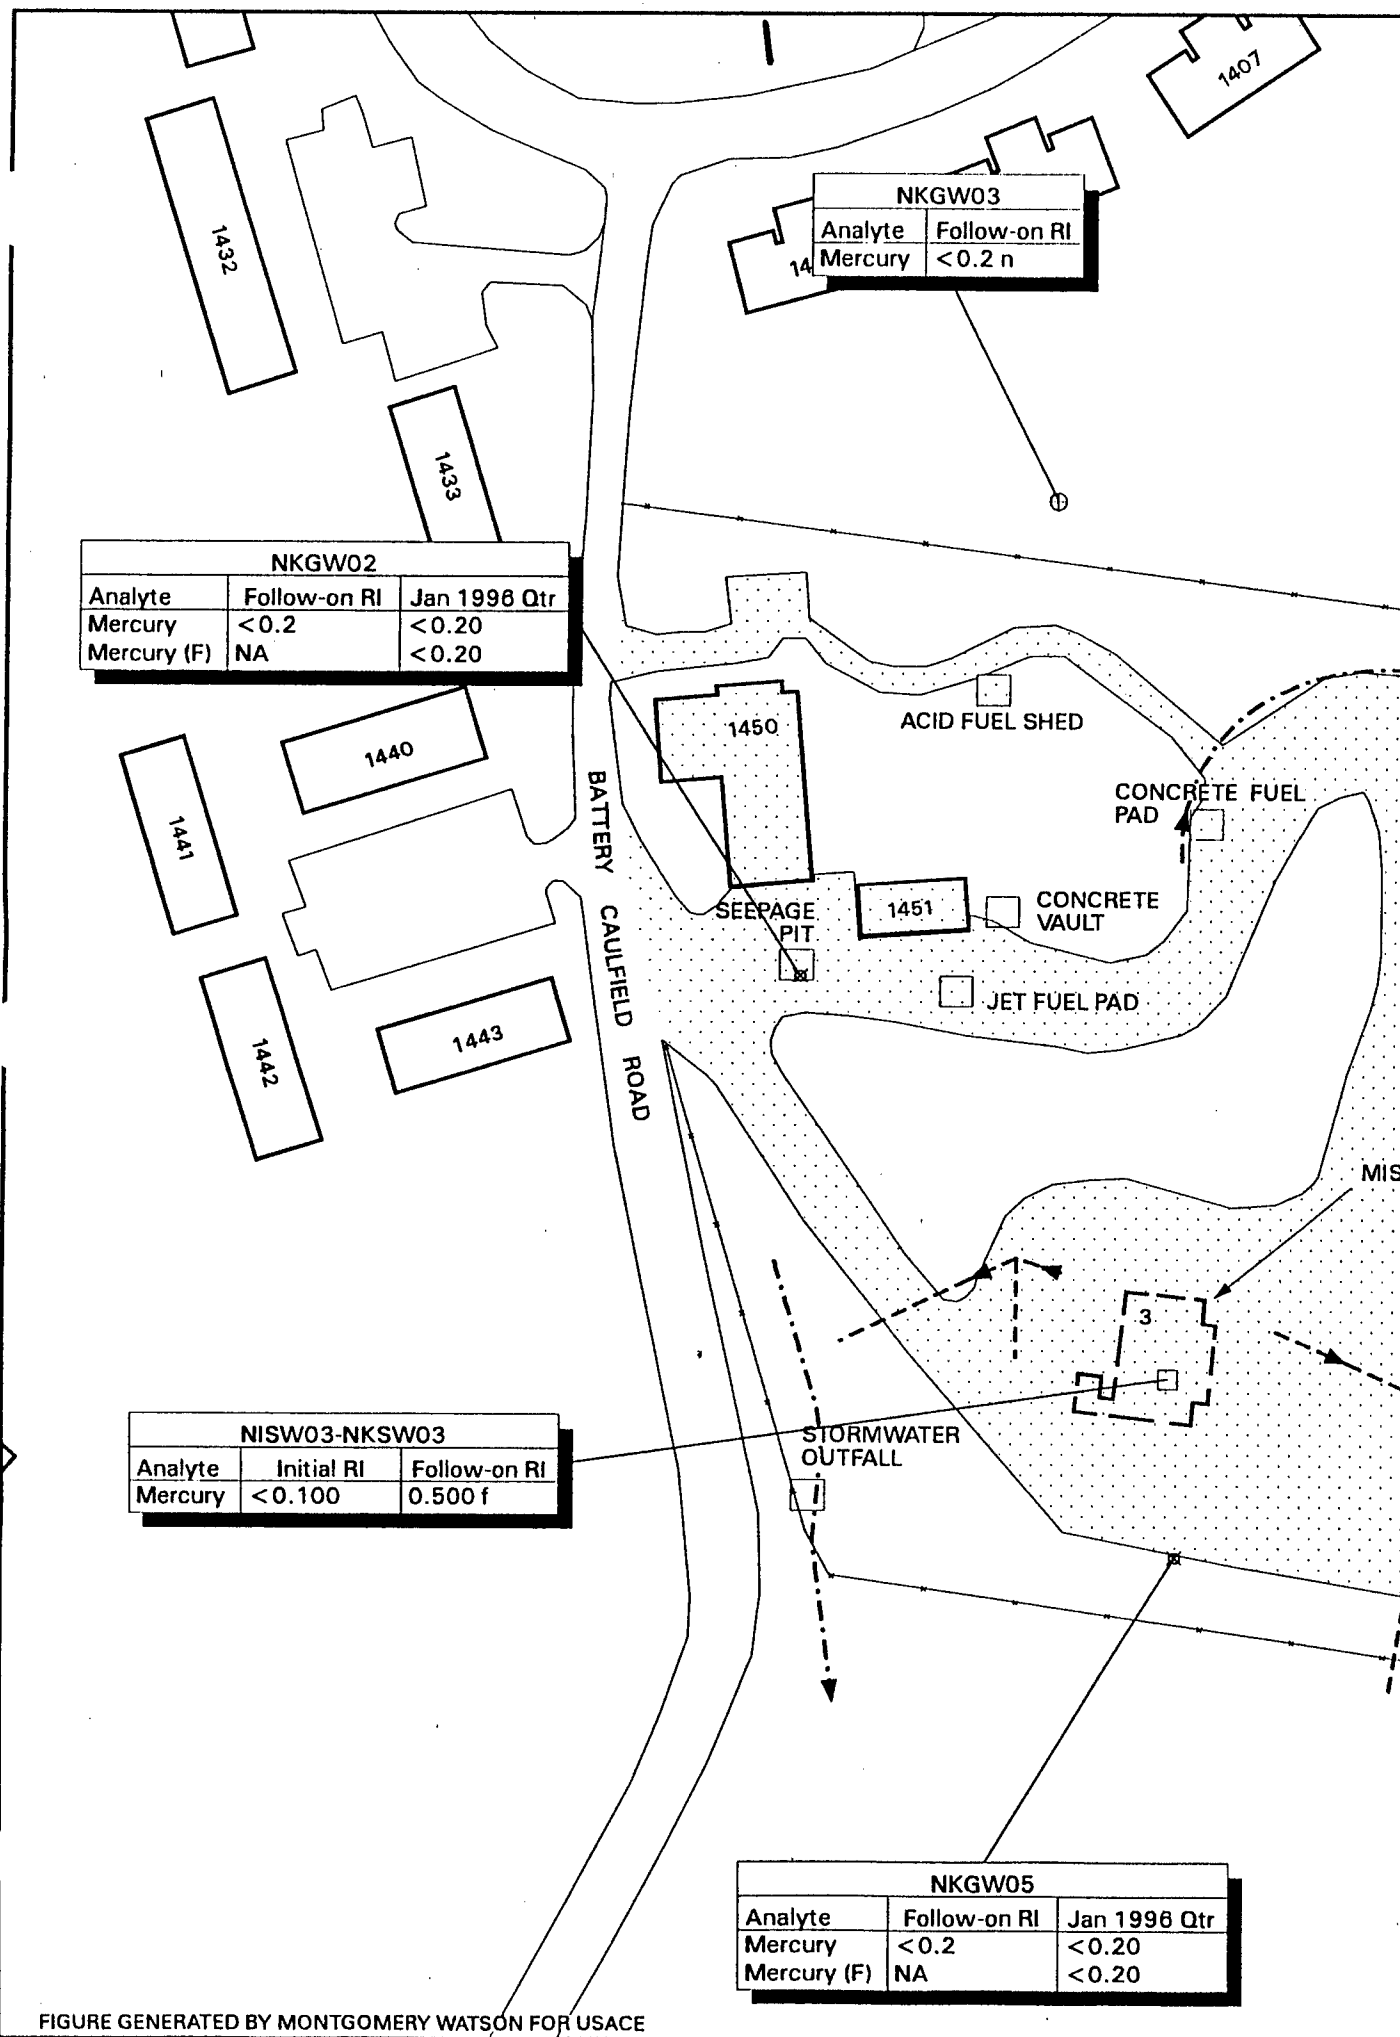 1407
NKGW03
Analyte Follow-on RI
Mercury <0.2 n
14
1432
1433
NKGW02
Analyte Follow-on RI Jan 1996 Qtr
Mercury <0.2 <0.20
Mercury (F) NA <0.20
1450
ACID FUEL SHED
1440
1441
CONCRETE FUEL
PAD
BATTERY CAULFIELD ROAD
SEEPAGE
PIT
1451
CONCRETE
VAULT
JET FUEL PAD
1442
1443
MIS
3
NISW03-NKSW03
Analyte Initial RI Follow-on RI
Mercury <0.100 0.500 f
STORMWATER
OUTFALL
NKGW05
Analyte Follow-on RI Jan 1996 Qtr
Mercury <0.2 <0.20
Mercury (F) NA <0.20
FIGURE GENERATED BY MONTGOMERY WATSON FOR USACE